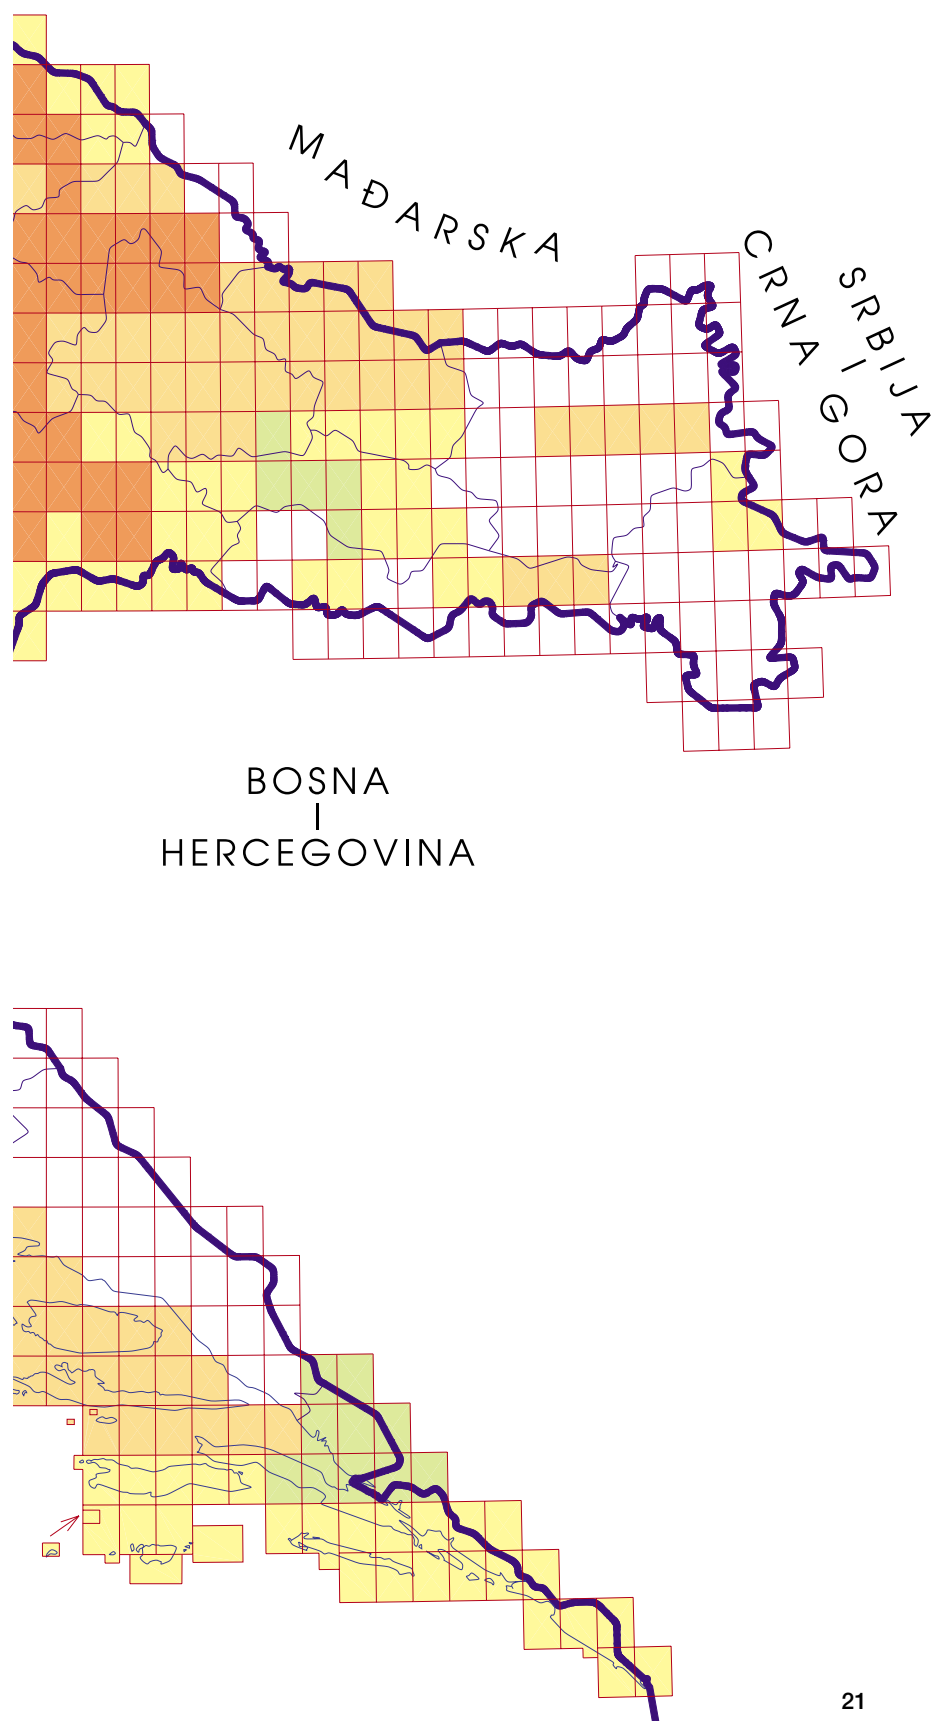 MAĐARSKA
SRBIJA
I
CRNA GORA
BOSNA
I
HERCEGOVINA
21